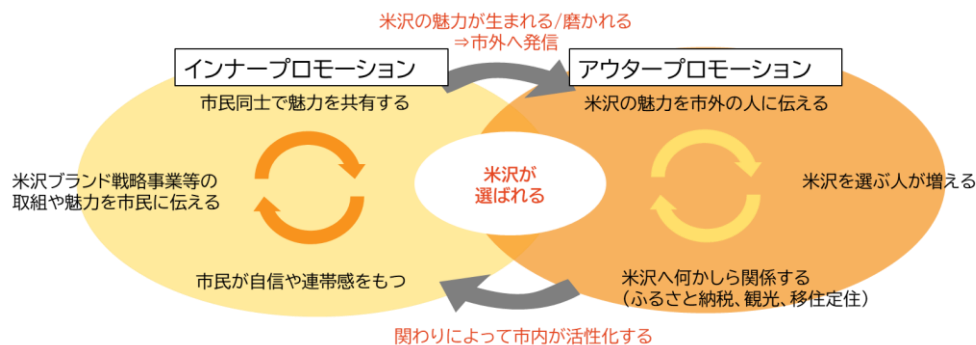 米沢の魅力が生まれる/磨かれる
⇒市外へ発信
インナープロモーション
アウタープロモーション
市民同士で魅力を共有する
米沢の魅力を市外の人に伝える
米沢ブランド戦略事業等の
取組や魅力を市民に伝える
米沢が
選ばれる
米沢を選ぶ人が増える
市民が自信や連帯感をもつ
米沢へ何かしら関係する
(ふるさと納税、観光、移住定住)
関わりによって市内が活性化する